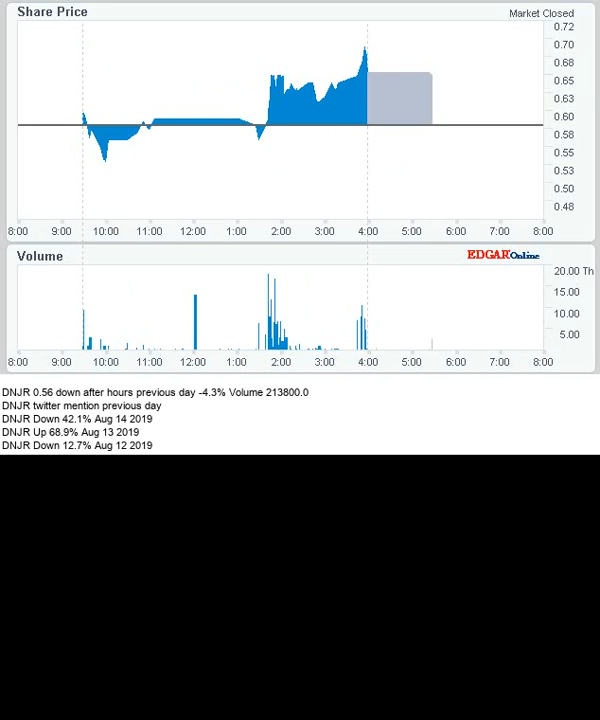 Share Price
Market Closed
0.72
0.70
0.68
0.65
0.63
0.60
0.58
0.55
0.53
0.50
0.48
8:00 9:00 10:00 11:00 12:00 1:00 2:00 3:00 4:00 5:00 6:00 7:00 8:00
Volume
EDGAR Online
20.00 Th
15.00
10.00
5.00
8:00 9:00 10:00 11:00 12:00 1:00 2:00 3:00 4:00 5:00 6:00 7:00 8:00
DNJR 0.56 down after hours previous day -4.3% Volume 213800.0
DNJR twitter mention previous day
DNJR Down 42.1% Aug 14 2019
DNJR Up 68.9% Aug 13 2019
DNJR Down 12.7% Aug 12 2019